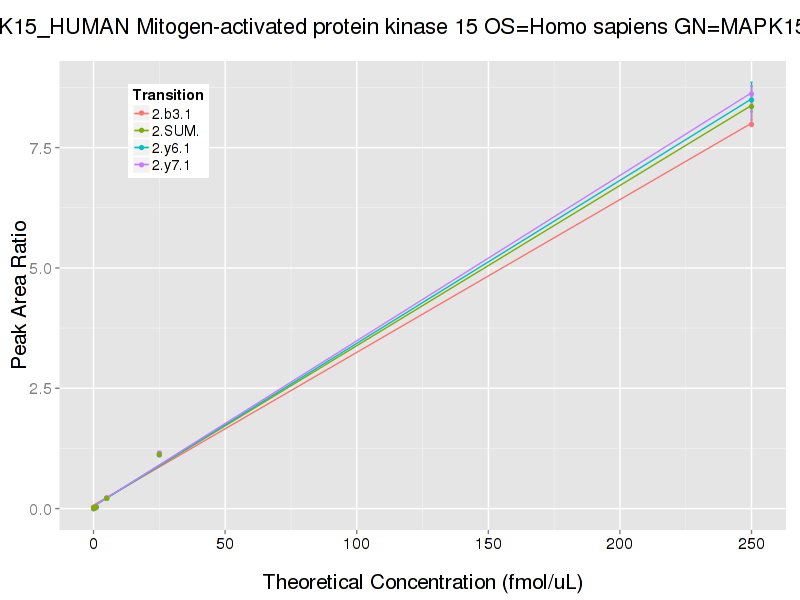 K15_HUMAN Mitogen-activated protein kinase 15 OS=Homo sapiens GN=MAPK15
Transition
2.b3.1
2.SUM.
2.y6.1
2.y7.1
7.5
5.0
2.5
0.0
Peak Area Ratio
0 50 100 150 200 250
Theoretical Concentration (fmol/uL)